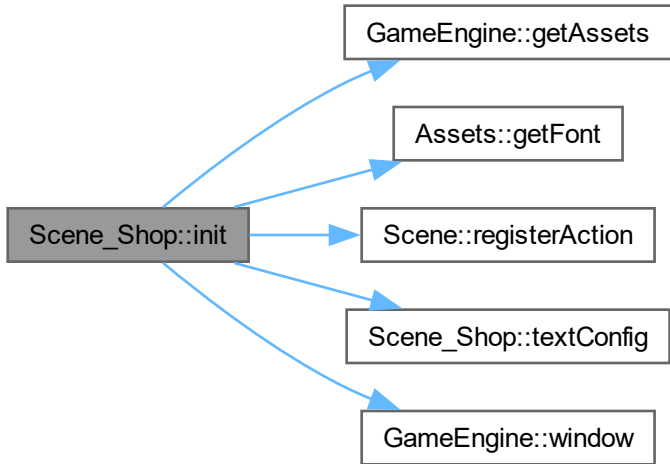 GameEngine::getAssets
Assets::getFont
Scene_Shop::init
Scene::registerAction
Scene_Shop::textConfig
GameEngine::window